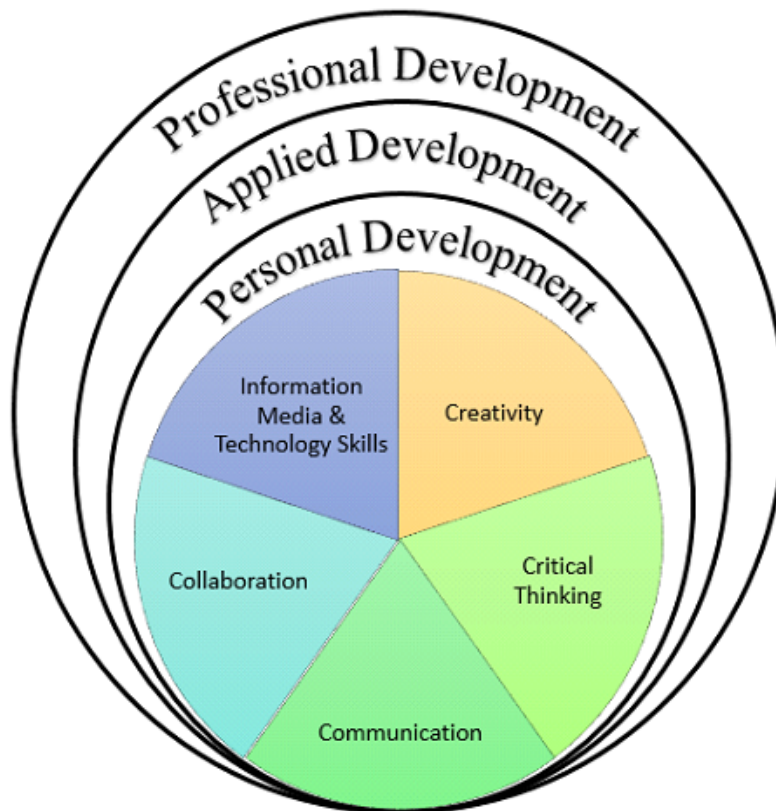 Professional Development
Applied Development
Personal Development
Information
Media &
Technology Skills
Creativity
Collaboration
Critical
Thinking
Communication